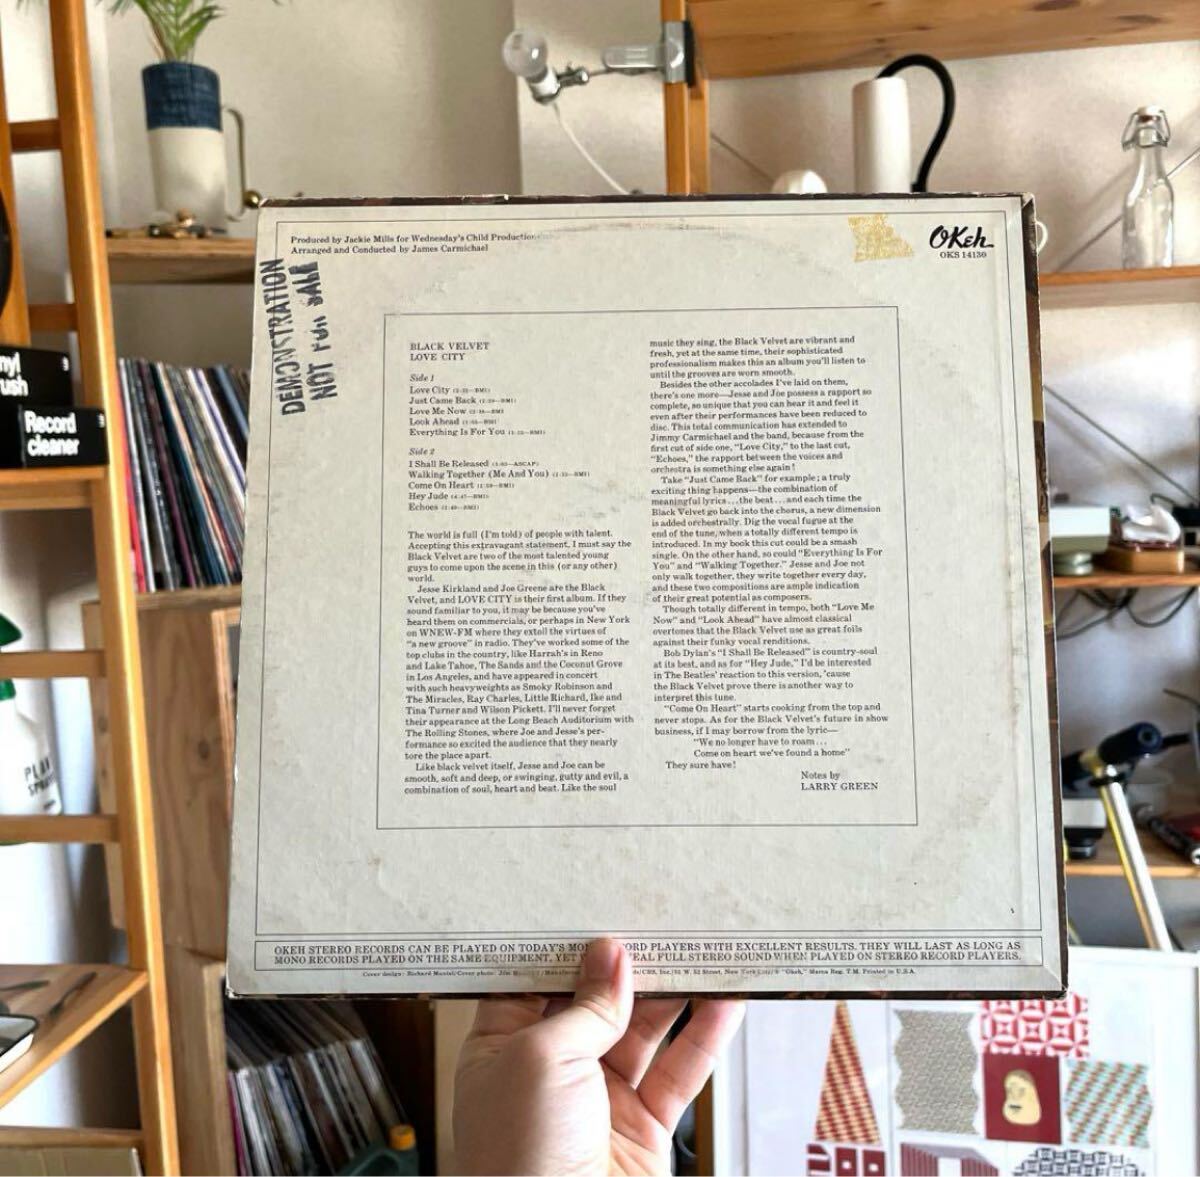 Produced by Jackie Mills for Wednesday's Child Productions
Arranged and Conducted by James Carmichael
OKeh
OKS 14130
DEMONSTRATION
NOT FOR SALE
BLACK VELVET
LOVE CITY
Side 1
Love City
Just Came Back
Love Me Now
Look Ahead
Everything Is For You
Side 2
I Shall Be Released
Walking Together (Me And You)
Come On Heart
Hey Jude
Echoes
The world is full (I'm told) of people with talent.
Accepting this extravagant statement, I must say the
Black Velvet are two of the most talented young
guys to come upon the scene in this (or any other)
world.
Jesse Kirkland and Joe Greene are the Black
Velvet, and LOVE CITY is their first album. If they
sound familiar to you, it may be because you've
heard them on commercials, or perhaps in New York
on WNEW-FM where they extoll the virtues of
"a new groove" in radio. They've worked some of the
top clubs in the country, like Harrah's in Reno
and Lake Tahoe, The Sands and the Coconut Grove
in Los Angeles, and have appeared in concert
with such heavyweights as Smoky Robinson and
The Miracles, Ray Charles, Little Richard, Ike and
Tina Turner and Wilson Pickett. I'll never forget
their appearance at the Long Beach Auditorium with
The Rolling Stones, where Joe and Jesse's per-
formance so excited the audience that they nearly
tore the place apart.
Like black velvet itself, Jesse and Joe can be
smooth, soft and deep, or swinging, gutty and evil, a
combination of soul, heart and beat. Like the soul
music they sing, the Black Velvet are vibrant and
fresh, yet at the same time, their sophisticated
professionalism makes this an album you'll listen to
until the grooves are worn smooth.
Besides the other accolades I've laid on them,
there's one more—Jesse and Joe possess a rapport so
complete, so unique that you can hear it and feel it
even after their performances have been reduced to
disc. This total communication has extended to
Jimmy Carmichael and the band, because from the
first cut of side one, "Love City," to the last cut,
"Echoes," the rapport between the voices and
orchestra is something else again!
Take "Just Came Back" for example; a truly
exciting thing happens—the combination of
meaningful lyrics...the beat...and each time the
Black Velvet go back into the chorus, a new dimension
is added orchestrally. Dig the vocal fugue at the
end of the tune, when a totally different tempo is
introduced. In my book this cut could be a smash
single. On the other hand, so could "Everything Is For
You" and "Walking Together." Jesse and Joe not
only walk together, they write together every day,
and these two compositions are ample indication
of their great potential as composers.
Though totally different in tempo, both "Love Me
Now" and "Look Ahead" have almost classical
overtones that the Black Velvet use as great foils
against their funky vocal renditions.
Bob Dylan's "I Shall Be Released" is country-soul
at its best, and as for "Hey Jude," I'd be interested
in The Beatles' reaction to this version, 'cause
the Black Velvet prove there is another way to
interpret this tune.
"Come On Heart" starts cooking from the top and
never stops. As for the Black Velvet's future in show
business, if I may borrow from the lyric—
"We no longer have to roam...
Come on heart we've found a home"
They sure have!
Notes by
LARRY GREEN
OKEH STEREO RECORDS CAN BE PLAYED ON TODAY'S MO ORD PLAYERS WITH EXCELLENT RESULTS. THEY WILL LAST AS LONG AS
MONO RECORDS PLAYED ON THE SAME EQUIPMENT, YET EAL FULL STEREO SOUND WHEN PLAYED ON STEREO RECORD PLAYERS.
Cover design: Richard Mantel/Cover photo: Jim /CBS, Inc./51 W. 52 Street, New York City/® "Okeh," Marca Reg. T.M. Printed in U.S.A.
nyl
ush
Record
cleaner